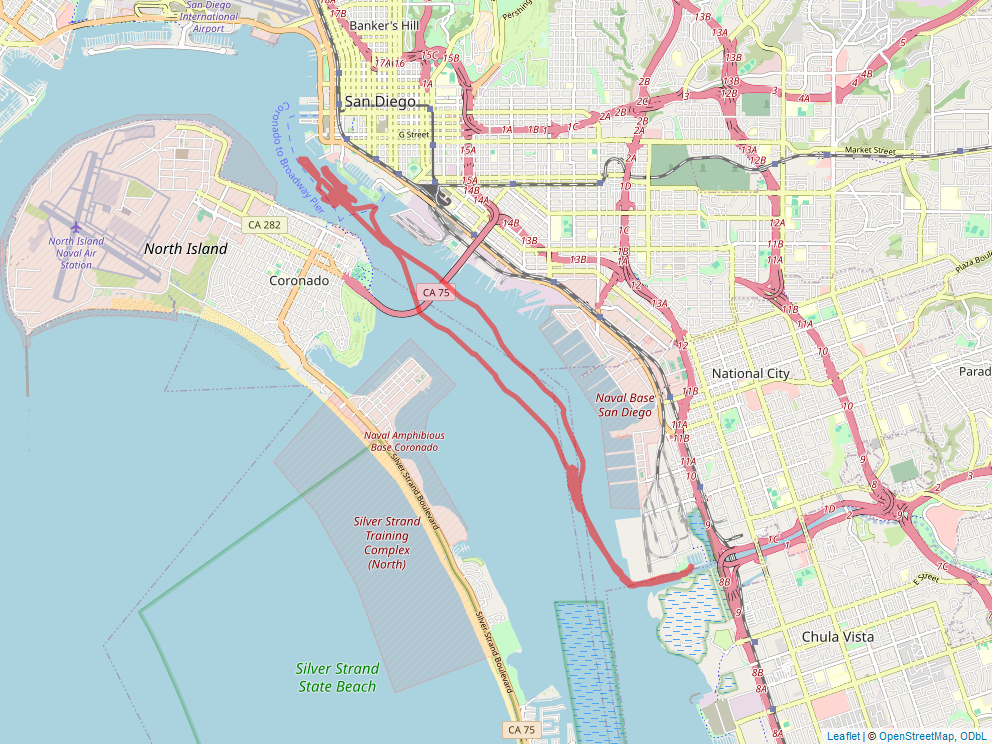 San Diego
International
Airport
17B
Banker's Hill
Pershing
13A
5
17A
16
15C
15B
13B
4B
1A
2B
3
12B
4A
San Diego
2C
2B
2A
2B
2A
Coronado to Broadway Pier
G Street
1A
1B
1C
15A
2A
13A
12B
Market Street
15A
14B
14A
1D
CA 282
14B
1C
12A
North Island
Naval Air
Station
North Island
13B
11B
Plaza Boule
Coronado
13B
12
11A
CA 75
13A
11B
11A
12
10
National City
Parad
Naval Base
San Diego
10
11A
11B
Naval Amphibious
Base Coronado
11A
10
Silver Strand Boulevard
8
2
3
9
1D
9
Silver Strand
Training
Complex
(North)
1C
1
7C
8B
E Street
9
Silver Strand Boulevard
Chula Vista
Silver Strand
State Beach
8B
8A
CA 75
8A
Leaflet | © OpenStreetMap, ODbL